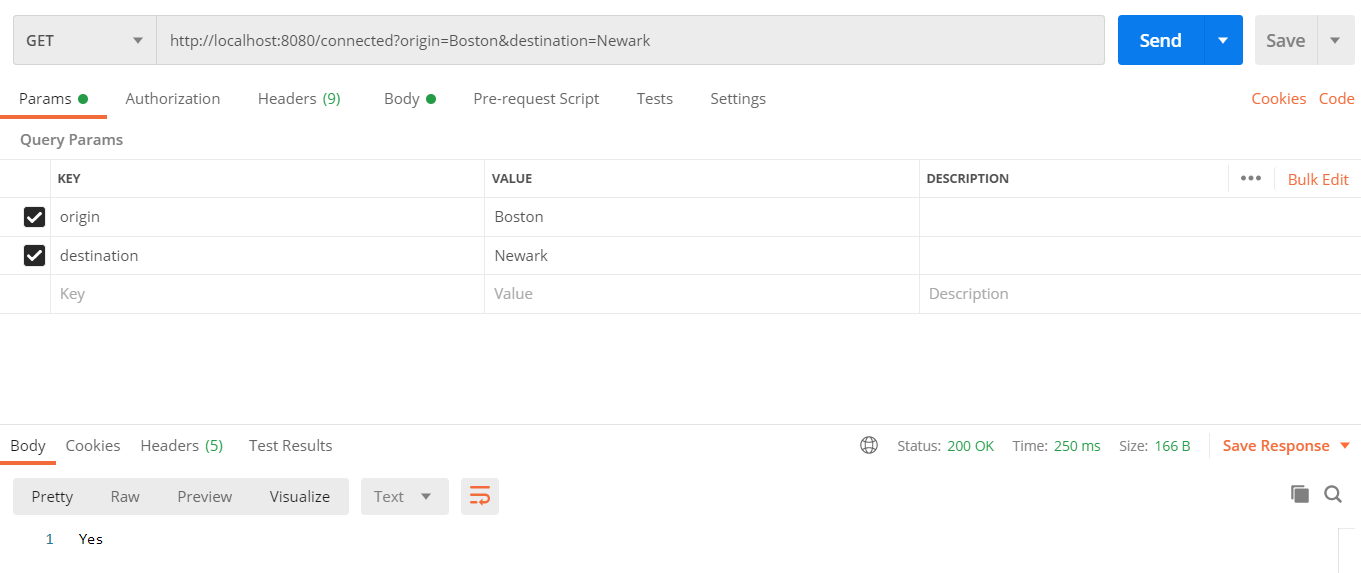 GET http://localhost:8080/connected?origin=Boston&destination=Newark Send Save
Params Authorization Headers (9) Body Pre-request Script Tests Settings Cookies Code
Query Params
KEY VALUE DESCRIPTION ••• Bulk Edit
origin Boston
destination Newark
Key Value Description
Body Cookies Headers (5) Test Results Status: 200 OK Time: 250 ms Size: 166 B Save Response
Pretty Raw Preview Visualize Text
1 Yes